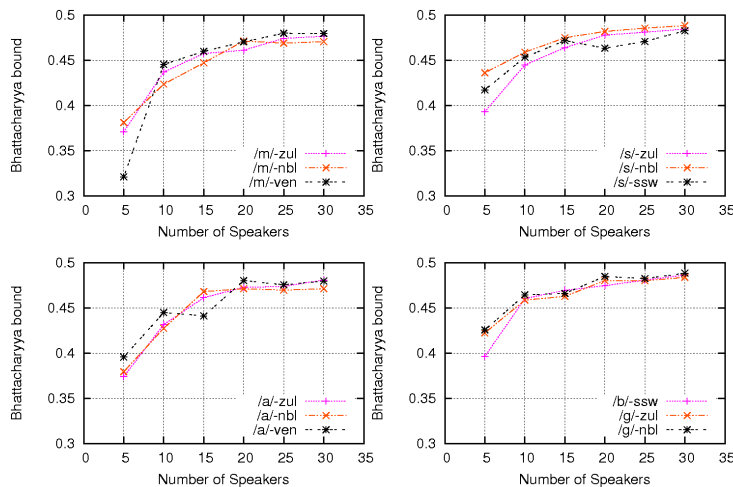 0.5
0.45
0.4
0.35
0.3
Bhattacharyya bound
/m/-zul
/m/-nbl
/m/-ven
0 5 10 15 20 25 30 35
Number of Speakers
0.5
0.45
0.4
0.35
0.3
Bhattacharyya bound
/s/-zul
/s/-nbl
/s/-ssw
0 5 10 15 20 25 30 35
Number of Speakers
0.5
0.45
0.4
0.35
0.3
Bhattacharyya bound
/a/-zul
/a/-nbl
/a/-ven
0 5 10 15 20 25 30 35
Number of Speakers
0.5
0.45
0.4
0.35
0.3
Bhattacharyya bound
/b/-ssw
/g/-zul
/g/-nbl
0 5 10 15 20 25 30 35
Number of Speakers